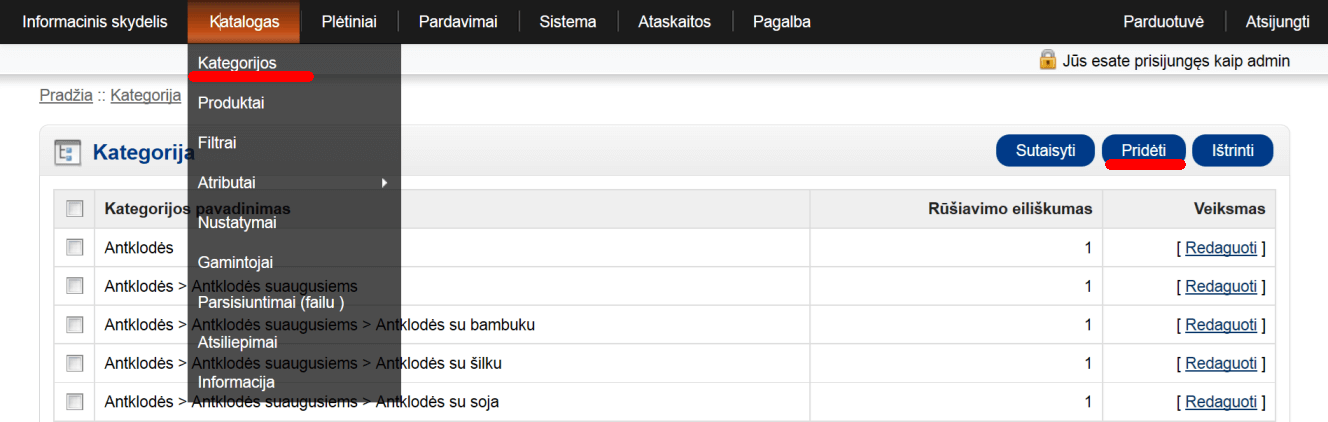 Informacinis skydelis Katalogas Plėtiniai Pardavimai Sistema Ataskaitos Pagalba Parduotuvė Atsijungti
Kategorijos
Jūs esate prisijungęs kaip admin
Pradžia :: Kategorija
Produktai
Filtrai
Kategorija
Sutaisyti Pridėti Ištrinti
Atributai
Kategorijos pavadinimas Rūšiavimo eiliškumas Veiksmas
Nustatymai
Antklodės 1 [ Redaguoti ]
Gamintojai
Antklodės > Antklodės suaugusiems 1 [ Redaguoti ]
Parsisiuntimai (failu )
Antklodės > Antklodės suaugusiems > Antklodės su bambuku 1 [ Redaguoti ]
Atsiliepimai
Antklodės > Antklodės suaugusiems > Antklodės su šilku 1 [ Redaguoti ]
Informacija
Antklodės > Antklodės suaugusiems > Antklodės su soja 1 [ Redaguoti ]